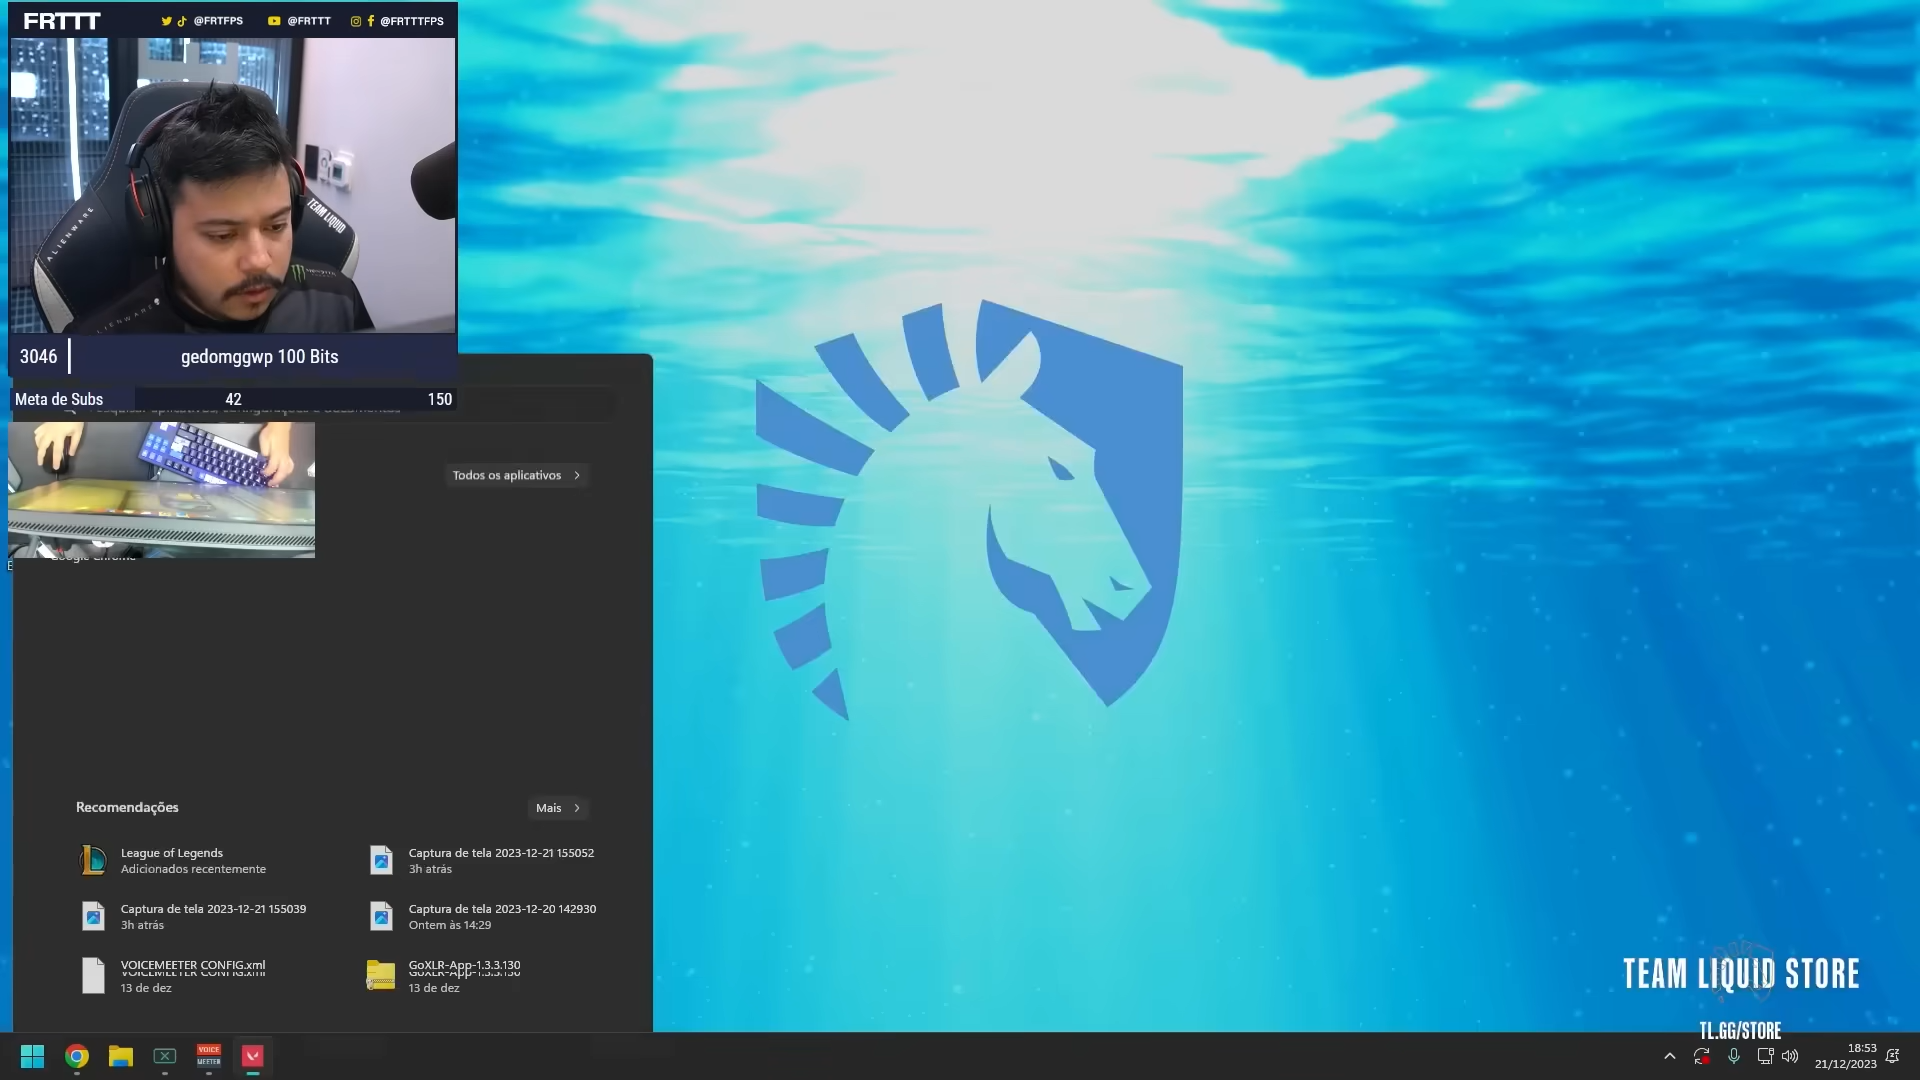 FRTTT
@FRTFPS
@FRTTT
@FRTTTFPS
ALIENWARE
TEAM LIQUID
3046
gedomggwp 100 Bits
Meta de Subs
42
150
Todos os aplicativos
Google Chrome
Recomendações
Mais
League of Legends
Adicionados recentemente
Captura de tela 2023-12-21 155052
3h atrás
Captura de tela 2023-12-21 155039
3h atrás
Captura de tela 2023-12-20 142930
Ontem às 14:29
VOICEMEETER CONFIG.xml
13 de dez
GoXLR-App-1.3.3.130
13 de dez
TEAM LIQUID STORE
TL.GG/STORE
VOICE
MEETER
18:53
21/12/2023